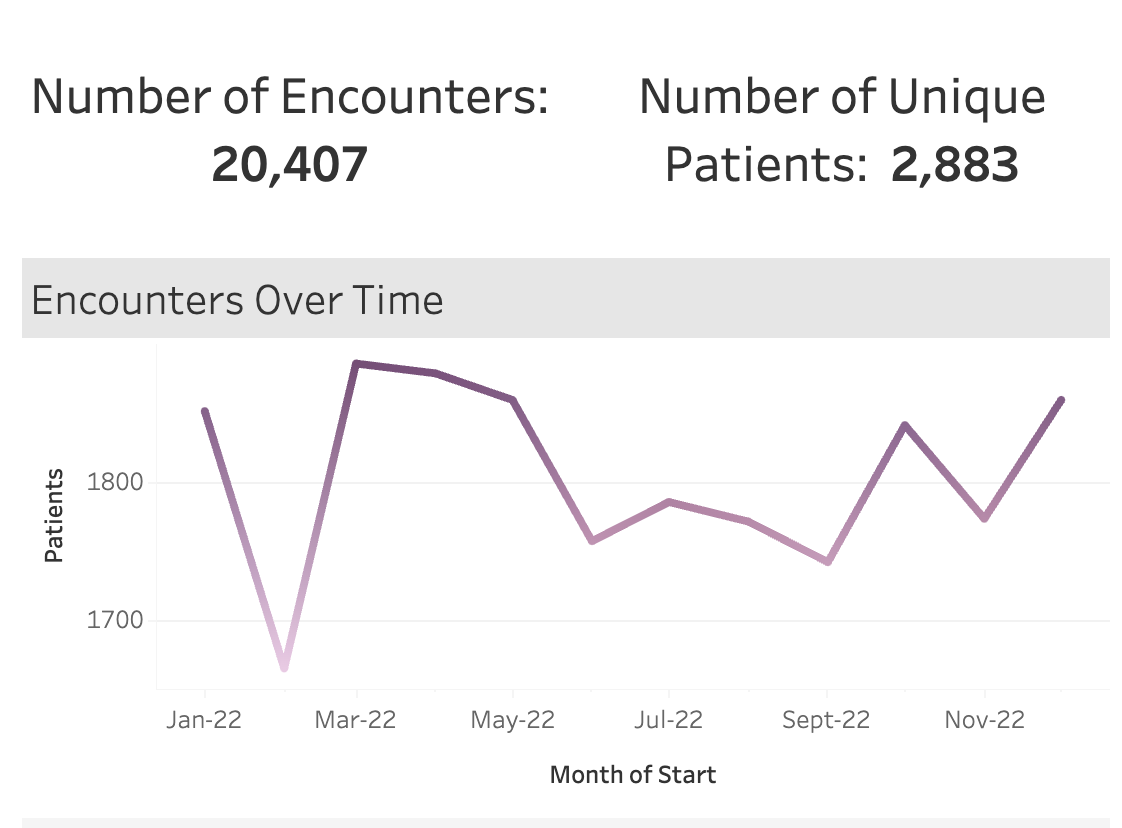 Number of Encounters:
20,407
Number of Unique
Patients: 2,883
Encounters Over Time
Patients
1800
1700
Jan-22 Mar-22 May-22 Jul-22 Sept-22 Nov-22
Month of Start